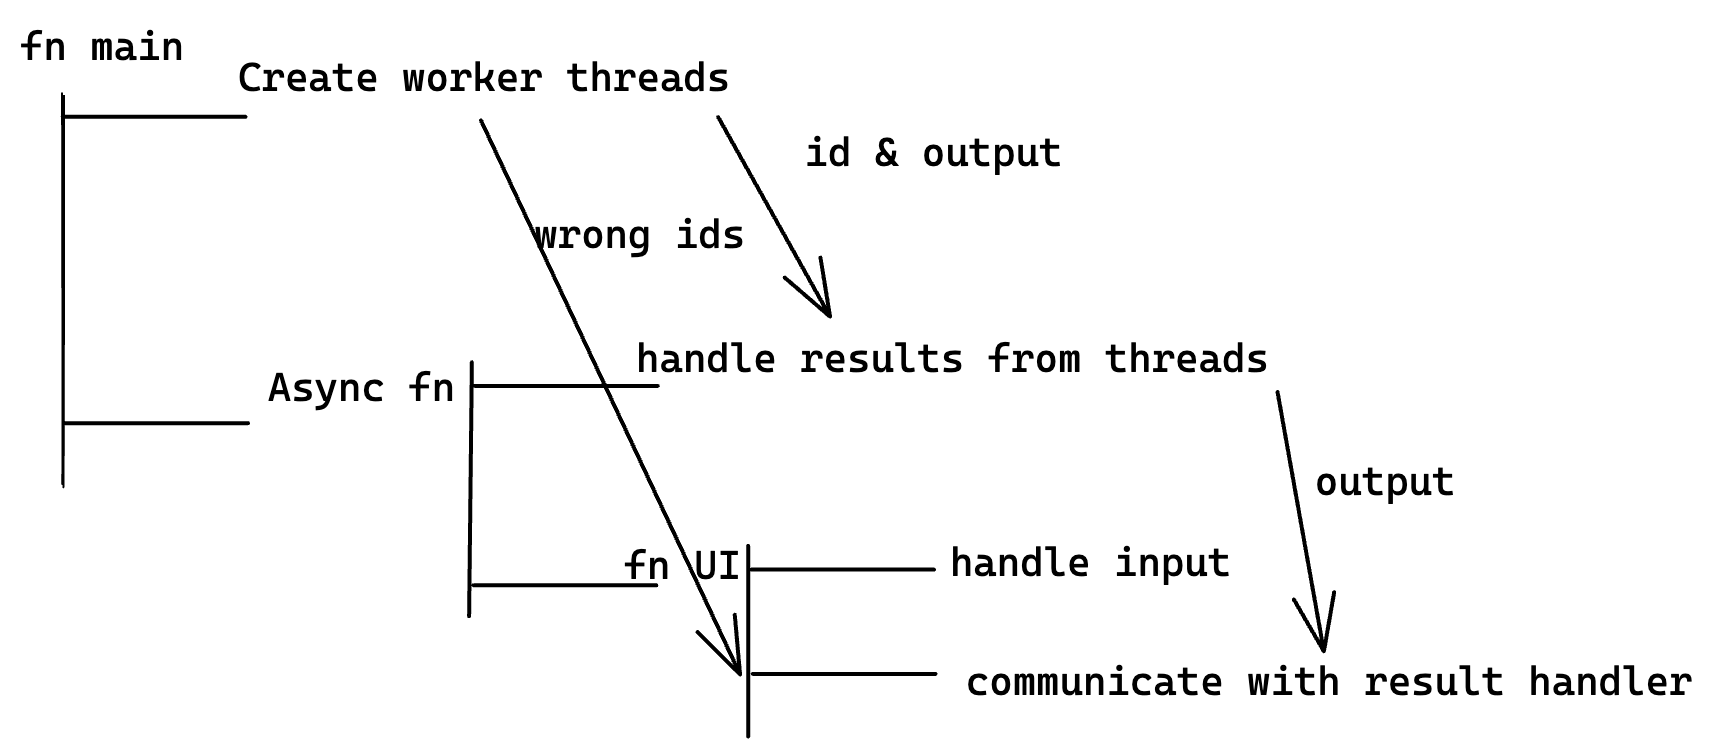 fn main
Create worker threads
id & output
wrong ids
handle results from threads
Async fn
output
fn UI
handle input
communicate with result handler